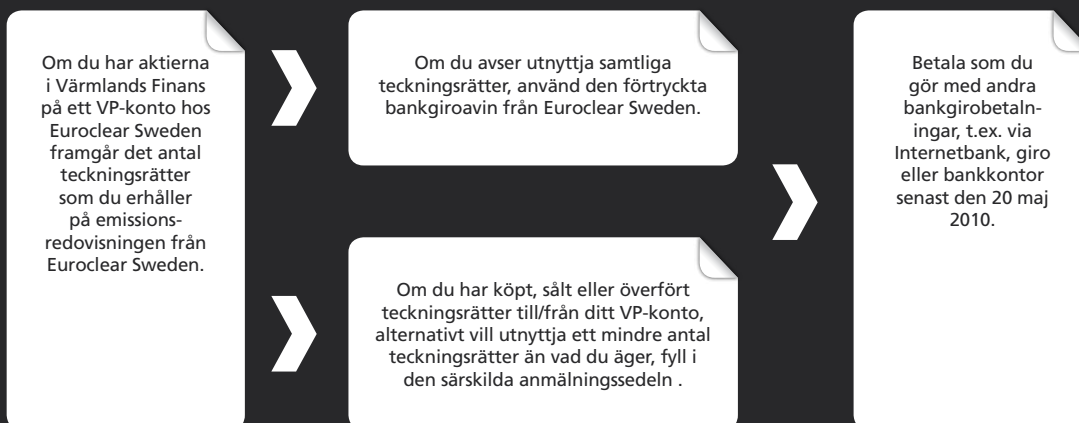 Om du har aktierna
i Värmlands Finans
på ett VP-konto hos
Euroclear Sweden
framgår det antal
teckningsrätter
som du erhåller
på emissions-
redovisningen från
Euroclear Sweden.
Om du avser utnyttja samtliga
teckningsrätter, använd den förtryckta
bankgiroavin från Euroclear Sweden.
Om du har köpt, sålt eller överfört
teckningsrätter till/från ditt VP-konto,
alternativt vill utnyttja ett mindre antal
teckningsrätter än vad du äger, fyll i
den särskilda anmälningssedeln .
Betala som du
gör med andra
bankgirobetaln-
ingar, t.ex. via
Internetbank, giro
eller bankkontor
senast den 20 maj
2010.